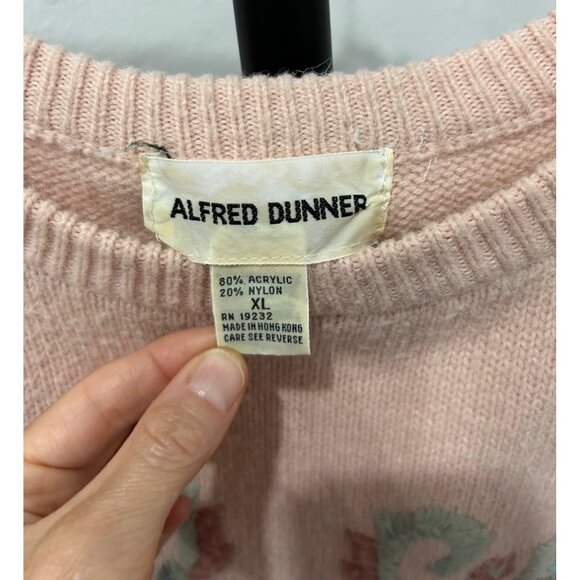 ALFRED DUNNER
80% ACRYLIC
20% NYLON
XL
RN 19232
MADE IN HONG KONG
CARE SEE REVERSE